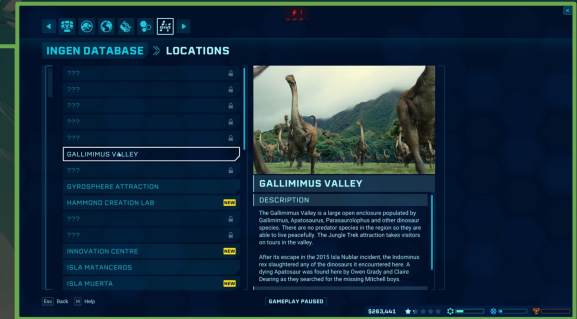 INGEN DATABASE » LOCATIONS
???
???
???
???
???
GALLIMIMUS VALLEY
???
GYROSPHERE ATTRACTION
HAMMOND CREATION LAB NEW
???
???
INNOVATION CENTRE NEW
ISLA MATANCEROS
ISLA MUERTA NEW
GALLIMIMUS VALLEY
DESCRIPTION
The Gallimimus Valley is a large open enclosure populated by
Gallimimus, Apatosaurus, Parasaurolophus and other dinosaur
species. There are no predator species in the region so they are
able to live peacefully. The Jungle Trek attraction takes visitors
on tours in the valley.
After its escape in the 2015 Isla Nublar incident, the Indominus
rex slaughtered any of the dinosaurs it encountered here. A
dying Apatosaur was found here by Owen Grady and Claire
Dearing as they searched for the missing Mitchell boys.
Esc Back H Help
GAMEPLAY PAUSED
$283,441